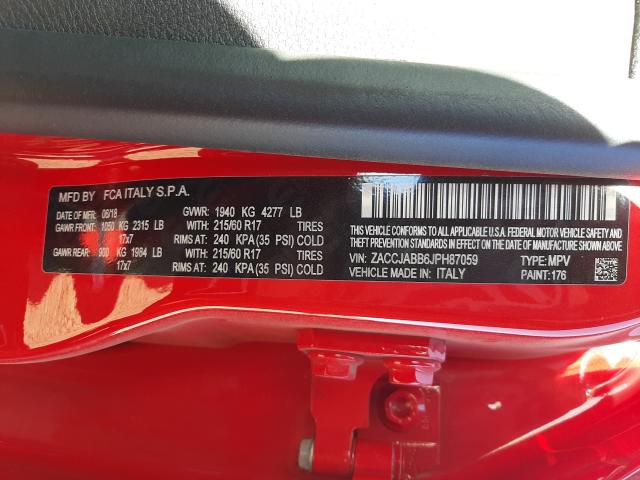 MFD BY FCA ITALY S.P.A.
DATE OF MFR: 06/18 GVWR: 1940 KG 4277 LB
GAWR FRONT: 1050 KG 2315 LB WITH: 215/60 R17 TIRES
17x7 RIMS AT: 240 KPA(35 PSI) COLD
GAWR REAR: 900 KG 1984 LB WITH: 215/60 R17 TIRES
17x7 RIMS AT: 240 KPA(35 PSI) COLD
THIS VEHICLE CONFORMS TO ALL APPLICABLE U.S.A. FEDERAL MOTOR VEHICLE SAFETY,
BUMPER, AND THEFT PREVENTION STANDARDS IN EFFECT ON THE DATE OF MANUFACTURE SHOWN ABOVE.
VIN: ZACCJABB6JPH87059 TYPE: MPV
VEHICLE MADE IN: ITALY PAINT: 176